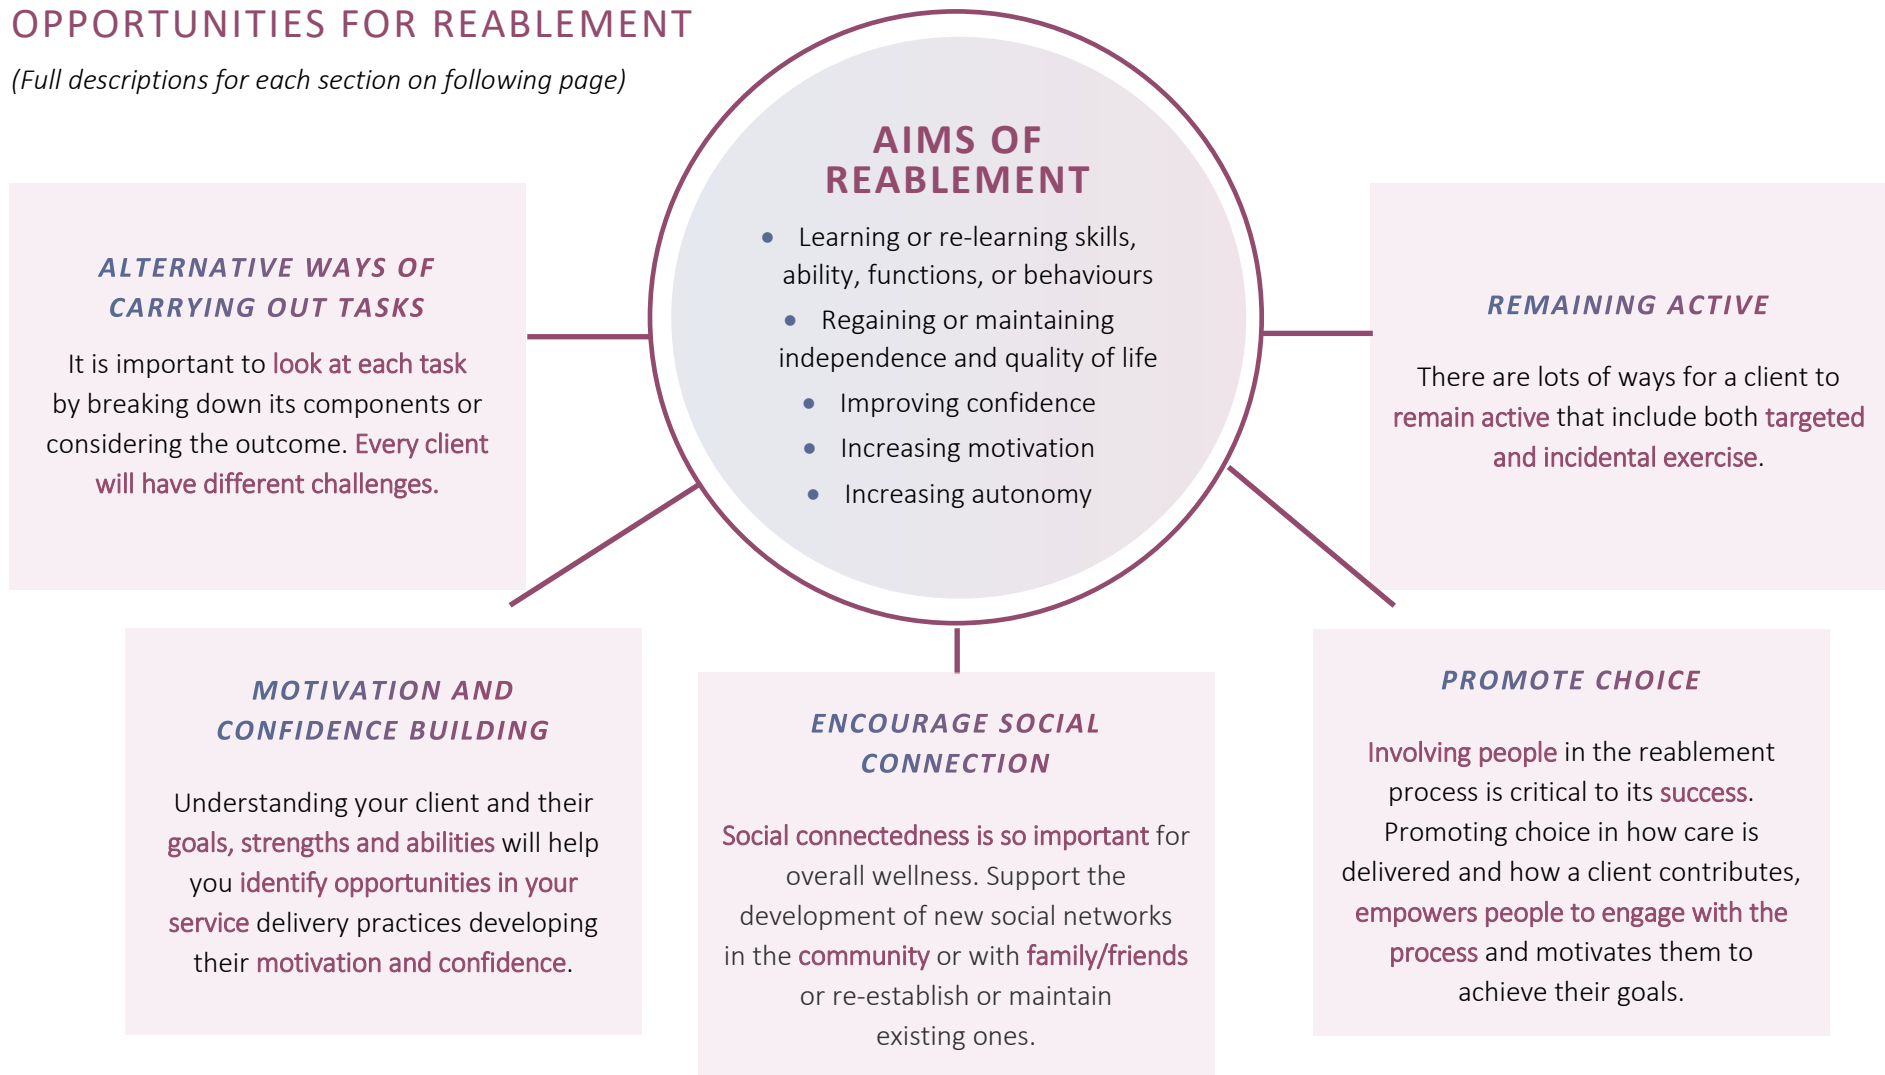 OPPORTUNITIES FOR REABLEMENT
(Full descriptions for each section on following page)
AIMS OF
REABLEMENT
• Learning or re-learning skills,
ability, functions, or behaviours
• Regaining or maintaining
independence and quality of life
• Improving confidence
• Increasing motivation
• Increasing autonomy
ALTERNATIVE WAYS OF
CARRYING OUT TASKS
It is important to look at each task
by breaking down its components or
considering the outcome. Every client
will have different challenges.
REMAINING ACTIVE
There are lots of ways for a client to
remain active that include both targeted
and incidental exercise.
MOTIVATION AND
CONFIDENCE BUILDING
Understanding your client and their
goals, strengths and abilities will help
you identify opportunities in your
service delivery practices developing
their motivation and confidence.
ENCOURAGE SOCIAL
CONNECTION
Social connectedness is so important for
overall wellness. Support the
development of new social networks
in the community or with family/friends
or re-establish or maintain
existing ones.
PROMOTE CHOICE
Involving people in the reablement
process is critical to its success.
Promoting choice in how care is
delivered and how a client contributes,
empowers people to engage with the
process and motivates them to
achieve their goals.